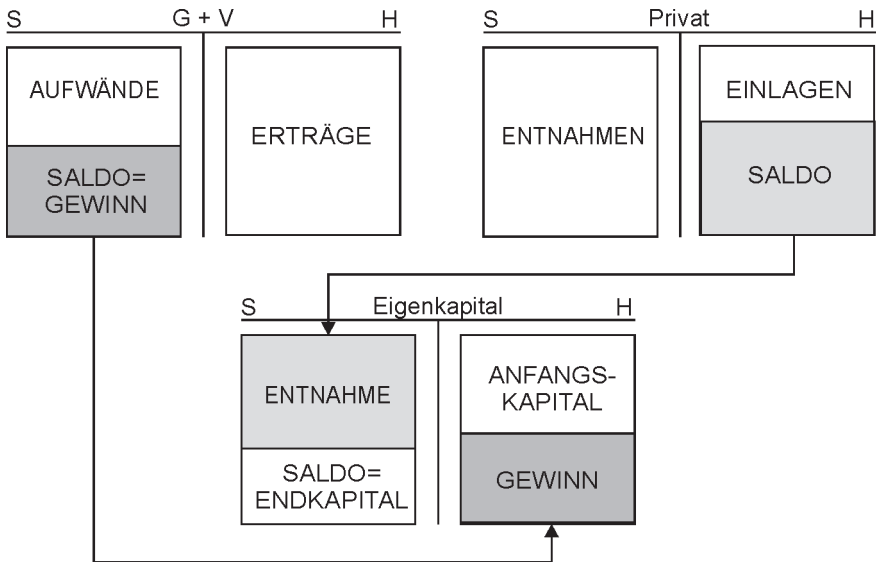 S G + V H
AUFWÄNDE
SALDO=
GEWINN
ERTRÄGE
S Privat H
ENTNAHMEN
EINLAGEN
SALDO
S Eigenkapital H
ENTNAHME
SALDO=
ENDKAPITAL
ANFANGS-
KAPITAL
GEWINN